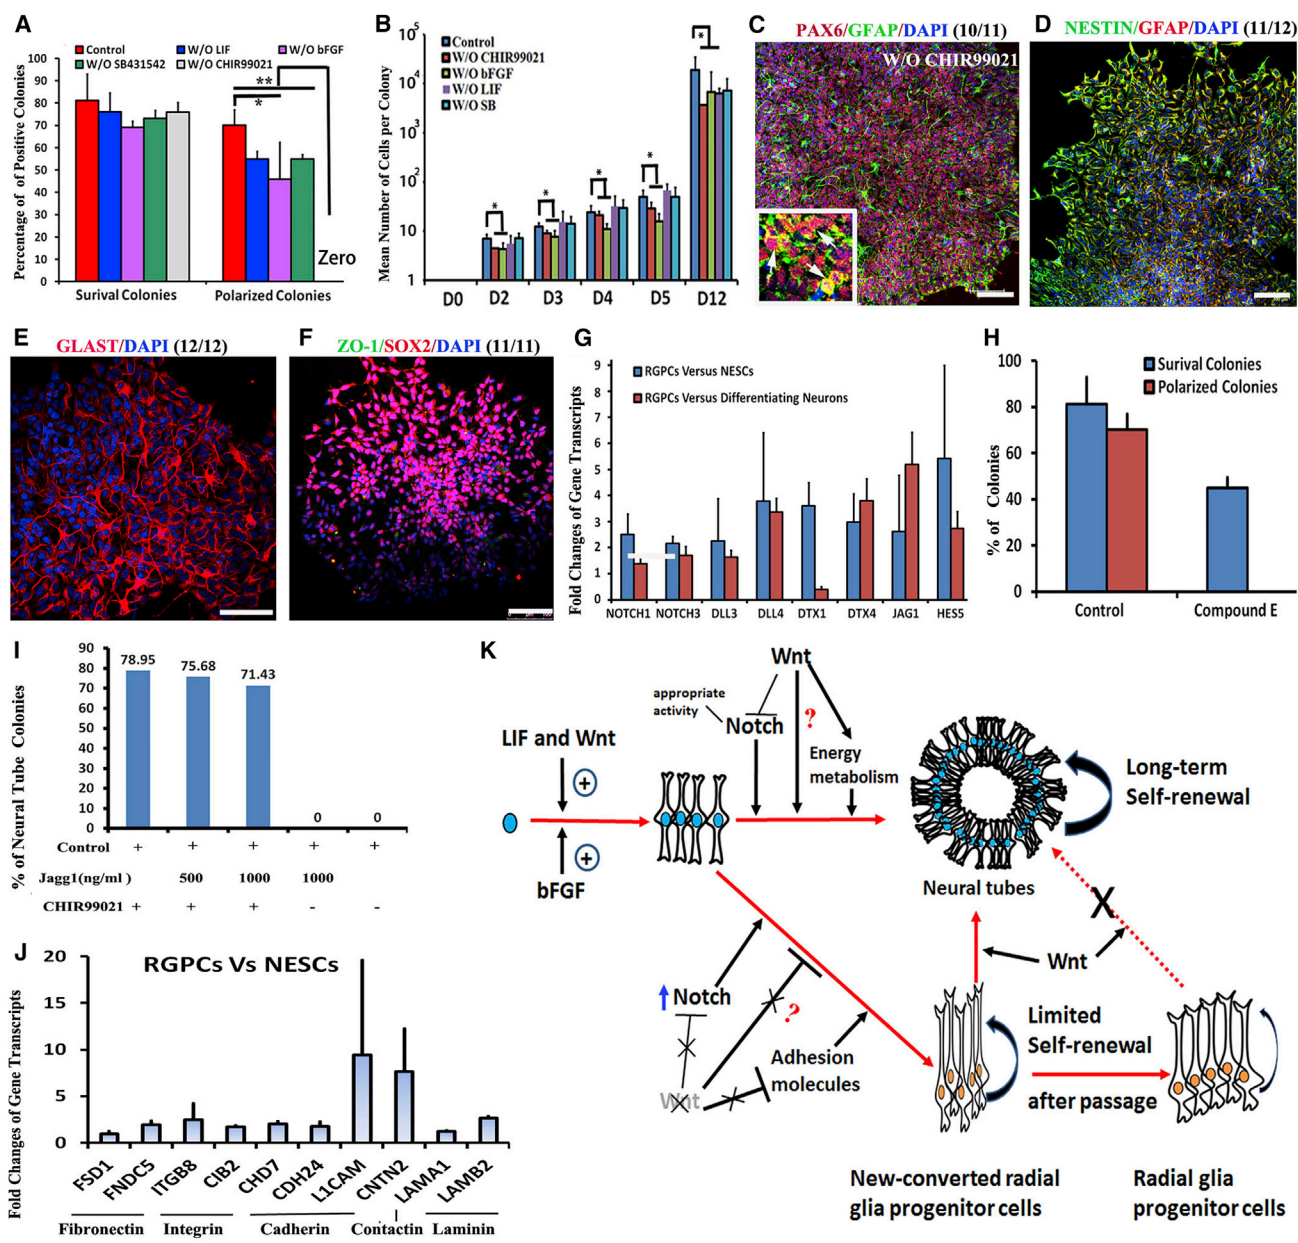 A
Control
W/O LIF
W/O bFGF
W/O SB431542
W/O CHIR99021
Percentage of of Positive Colonies
100
90
80
70
60
50
40
30
20
10
0
**
*
Zero
Surival Colonies
Polarized Colonies
B
Mean Number of Cells per Colony
10^5
10^4
10^3
10^2
10
1
Control
W/O CHIR99021
W/O bFGF
W/O LIF
W/O SB
*
*
*
*
*
D0
D2
D3
D4
D5
D12
C
PAX6/GFAP/DAPI (10/11)
W/O CHIR99021
D
NESTIN/GFAP/DAPI (11/12)
E
GLAST/DAPI (12/12)
F
ZO-1/SOX2/DAPI (11/11)
G
Fold Changes of Gene Transcripts
9
8
7
6
5
4
3
2
1
0
RGPCs Versus NESCs
RGPCs Versus Differentiating Neurons
NOTCH1
NOTCH3
DLL3
DLL4
DTX1
DTX4
JAG1
HES5
H
% of Colonies
100
80
60
40
20
0
Surival Colonies
Polarized Colonies
Control
Compound E
I
% of Neural Tube Colonies
90
80
70
60
50
40
30
20
10
0
78.95
75.68
71.43
0
0
Control + + + + +
Jagg1(ng/ml ) 500 1000 1000
CHIR99021 + + + - -
J
RGPCs Vs NESCs
Fold Changes of Gene Transcripts
20
15
10
5
0
FSD1
FNDC5
ITGB8
CIB2
CHD7
CDH24
L1CAM
CNTN2
LAMA1
LAMB2
Fibronectin
Integrin
Cadherin
Contactin
Laminin
K
Wnt
appropriate
activity
Notch
?
Energy
metabolism
LIF and Wnt
+
+
bFGF
Neural tubes
Long-term
Self-renewal
X
Wnt
Notch
?
Adhesion
molecules
Wnt
Limited
Self-renewal
after passage
New-converted radial
glia progenitor cells
Radial glia
progenitor cells